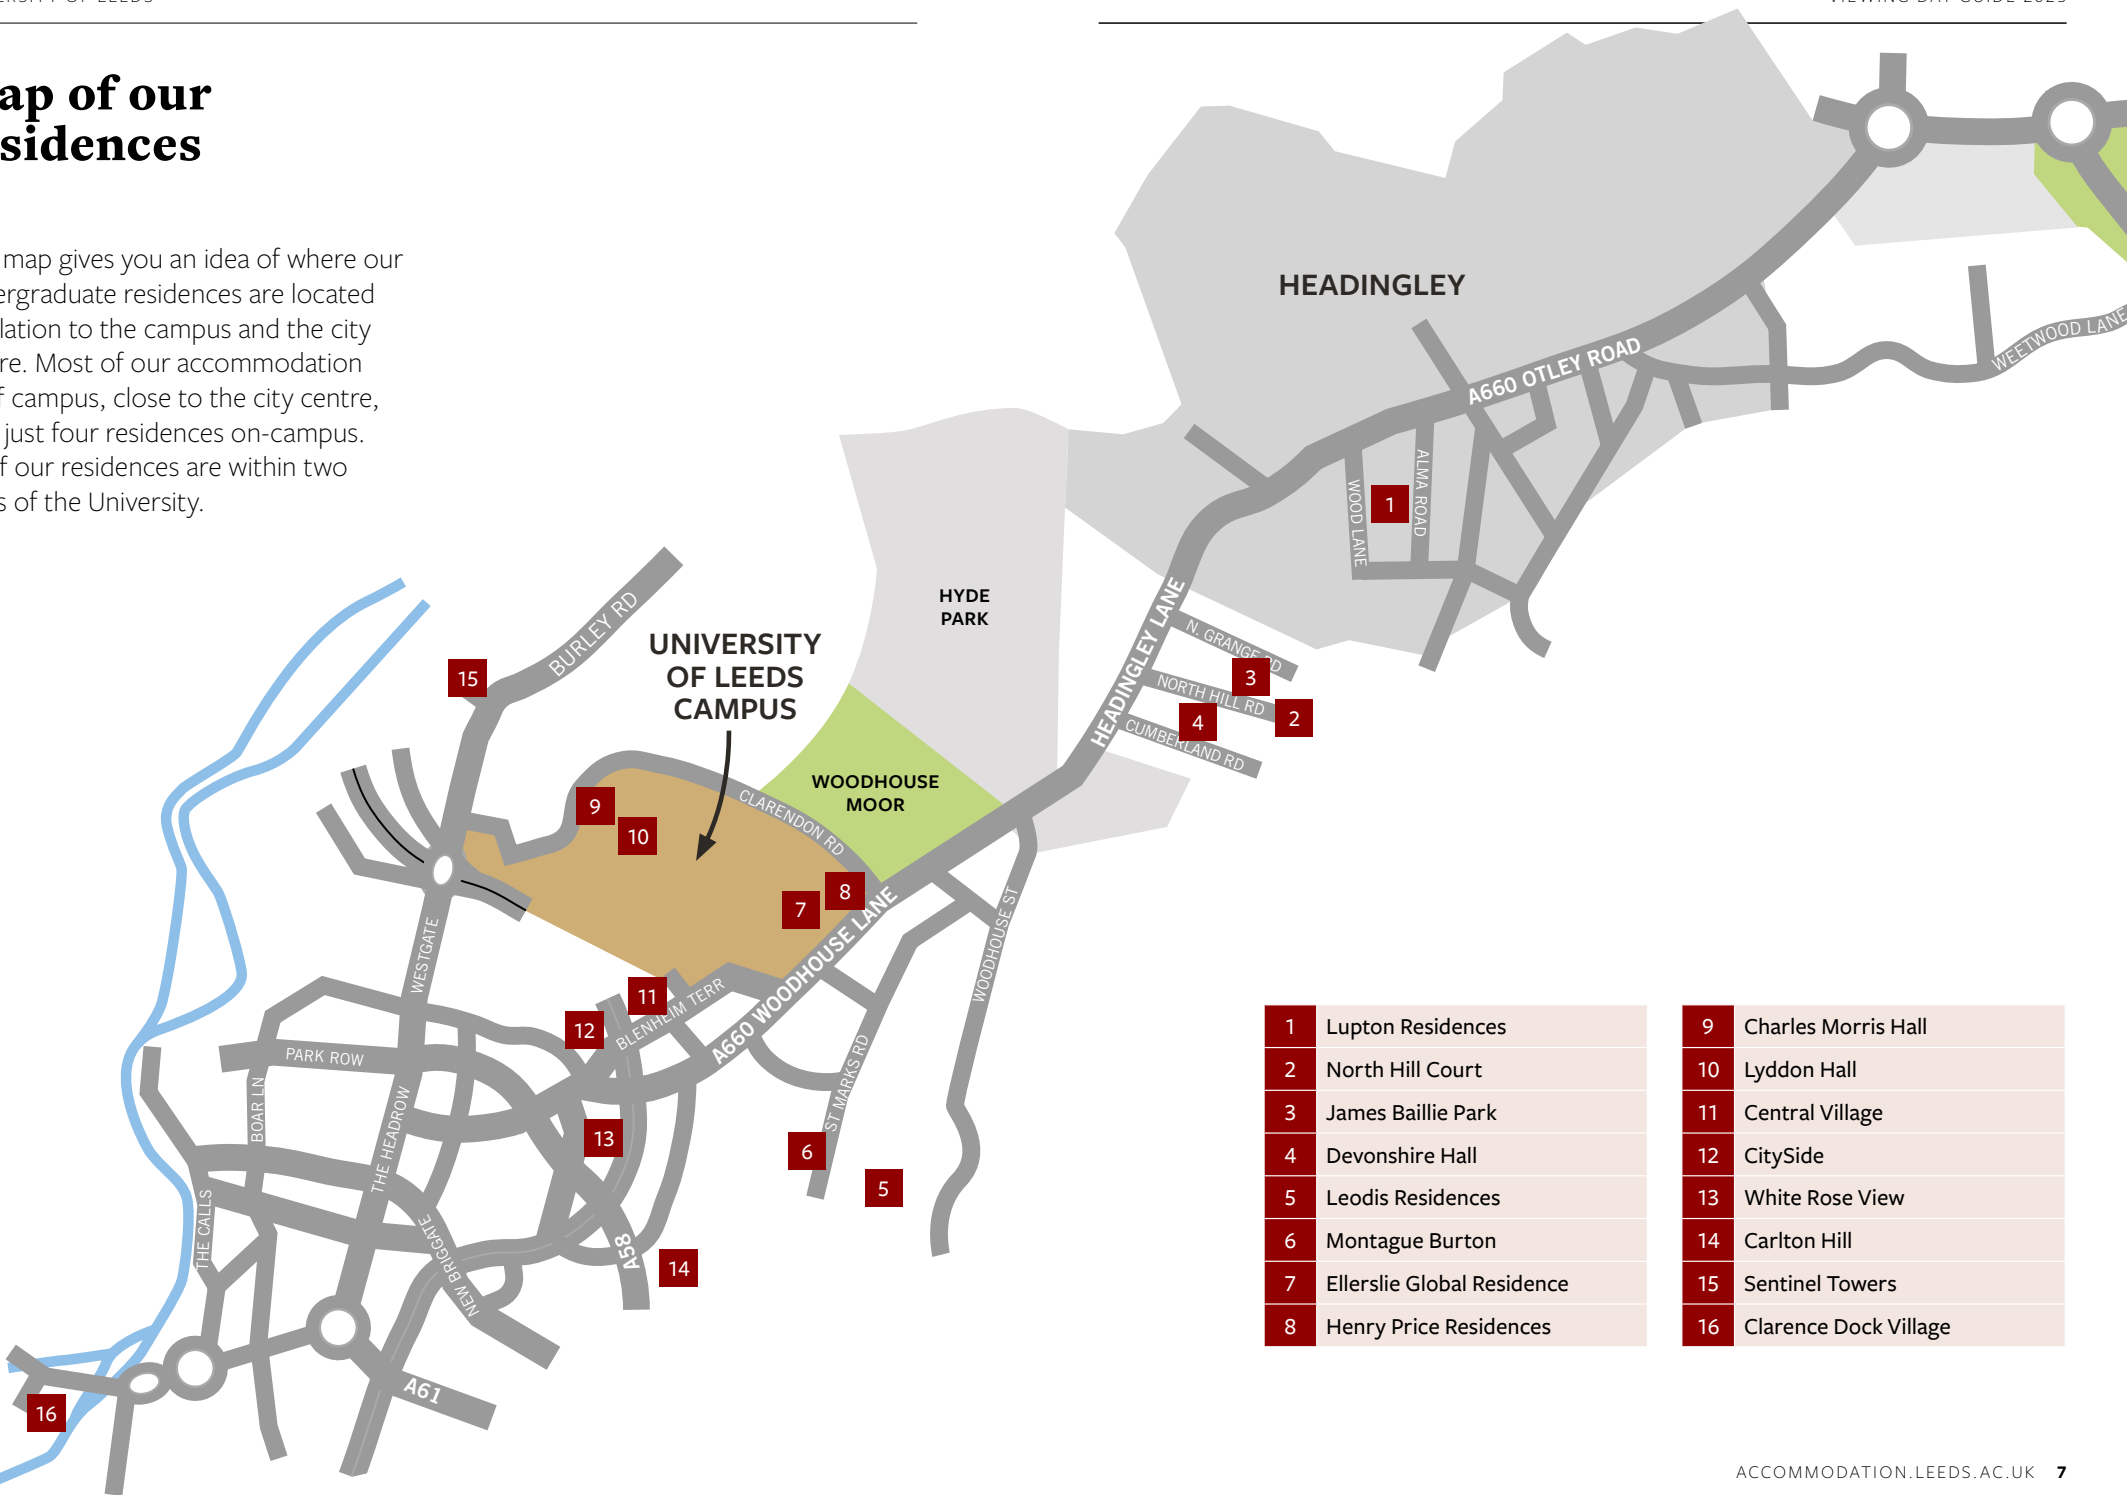 VIEWING DAY GUIDE 2025
ap of our
sidences
map gives you an idea of where our
ergraduate residences are located
lation to the campus and the city
re. Most of our accommodation
f campus, close to the city centre,
just four residences on-campus.
f our residences are within two
s of the University.
HEADINGLEY
A660 OTLEY ROAD
WEETWOOD LANE
ALMA ROAD
WOOD LANE
1
HYDE
PARK
HEADINGLEY LANE
N. GRANGE RD
3
NORTH HILL RD
2
4
CUMBERLAND RD
BURLEY RD
15
UNIVERSITY
OF LEEDS
CAMPUS
WOODHOUSE
MOOR
CLARENDON RD
9
10
8
7
A660 WOODHOUSE LANE
WOODHOUSE ST
WESTGATE
11
BLENHEIM TERR
12
PARK ROW
BOAR LN
THE HEADROW
ST MARKS RD
13
6
5
THE CALLS
NEW BRIGGATE
A58
14
A61
16
1 Lupton Residences
2 North Hill Court
3 James Baillie Park
4 Devonshire Hall
5 Leodis Residences
6 Montague Burton
7 Ellerslie Global Residence
8 Henry Price Residences
9 Charles Morris Hall
10 Lyddon Hall
11 Central Village
12 CitySide
13 White Rose View
14 Carlton Hill
15 Sentinel Towers
16 Clarence Dock Village
ACCOMMODATION.LEEDS.AC.UK 7